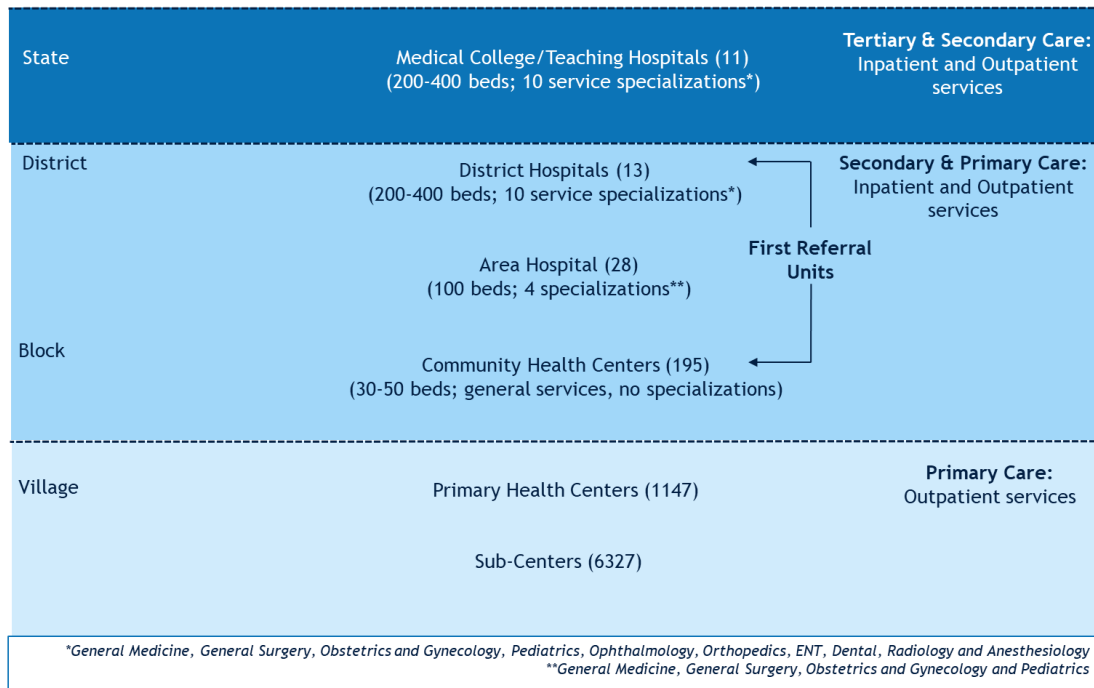 State
Medical College/Teaching Hospitals (11)
(200-400 beds; 10 service specializations*)
Tertiary & Secondary Care:
Inpatient and Outpatient
services
District
District Hospitals (13)
(200-400 beds; 10 service specializations*)
Secondary & Primary Care:
Inpatient and Outpatient
services
First Referral
Units
Area Hospital (28)
(100 beds; 4 specializations**)
Block
Community Health Centers (195)
(30-50 beds; general services, no specializations)
Village
Primary Health Centers (1147)
Primary Care:
Outpatient services
Sub-Centers (6327)
*General Medicine, General Surgery, Obstetrics and Gynecology, Pediatrics, Ophthalmology, Orthopedics, ENT, Dental, Radiology and Anesthesiology
**General Medicine, General Surgery, Obstetrics and Gynecology and Pediatrics